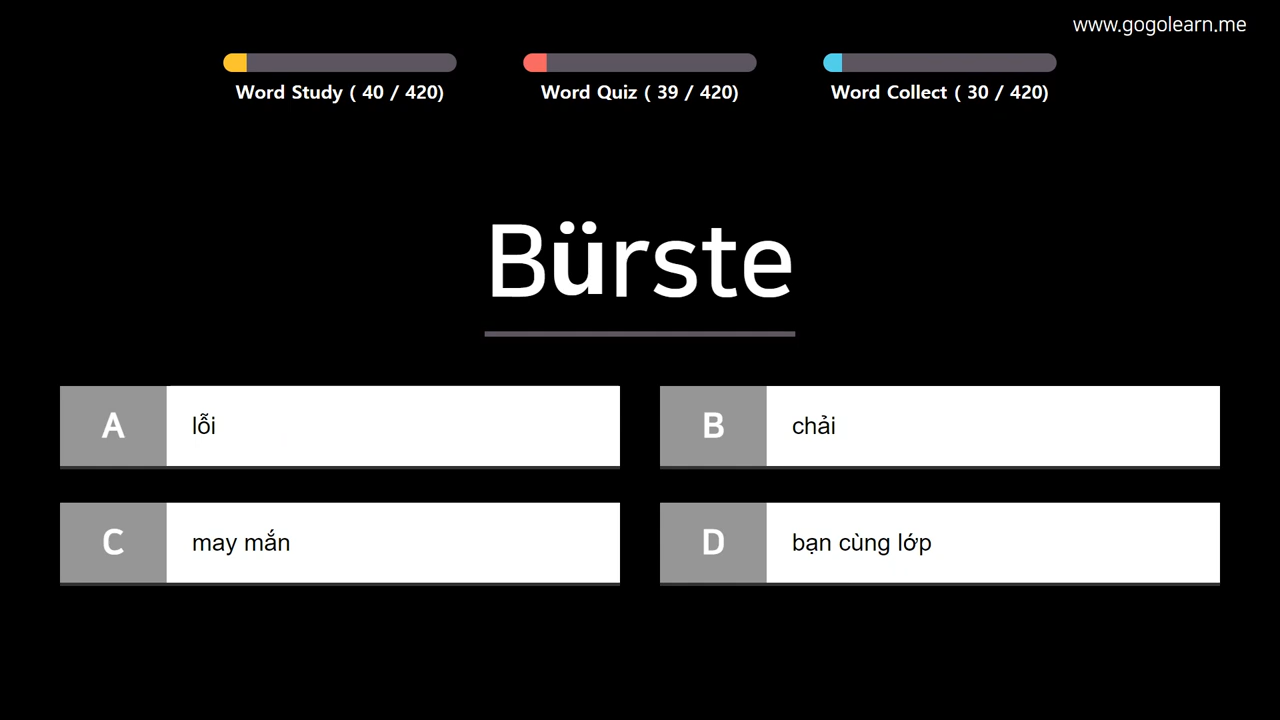 www.gogolearn.me
Word Study ( 40 / 420)
Word Quiz ( 39 / 420)
Word Collect ( 30 / 420)
Bürste
A lỗi
B chải
C may mắn
D bạn cùng lớp